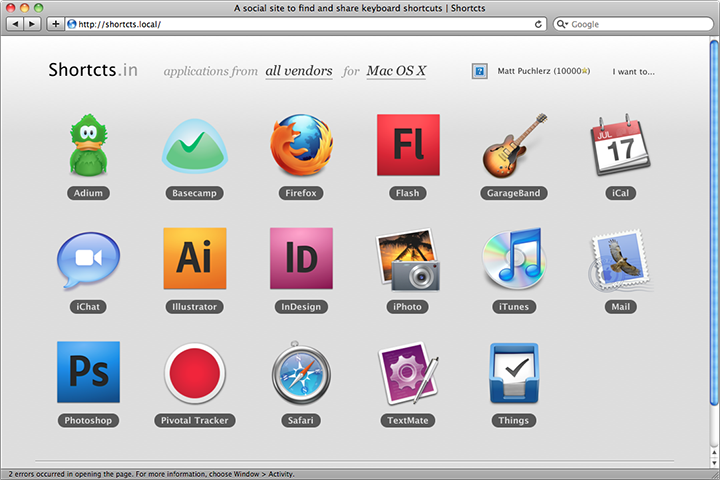 A social site to find and share keyboard shortcuts | Shortcts
http://shortcts.local/
Google
Shortcts.in
applications from all vendors for Mac OS X
Matt Puchlerz (10000★)
I want to...
Fl
JUL
17
Adium
Basecamp
Firefox
Flash
GarageBand
iCal
Ai
ID
iChat
Illustrator
InDesign
iPhoto
iTunes
Mail
Ps
Photoshop
Pivotal Tracker
Safari
TextMate
Things
2 errors occurred in opening the page. For more information, choose Window > Activity.